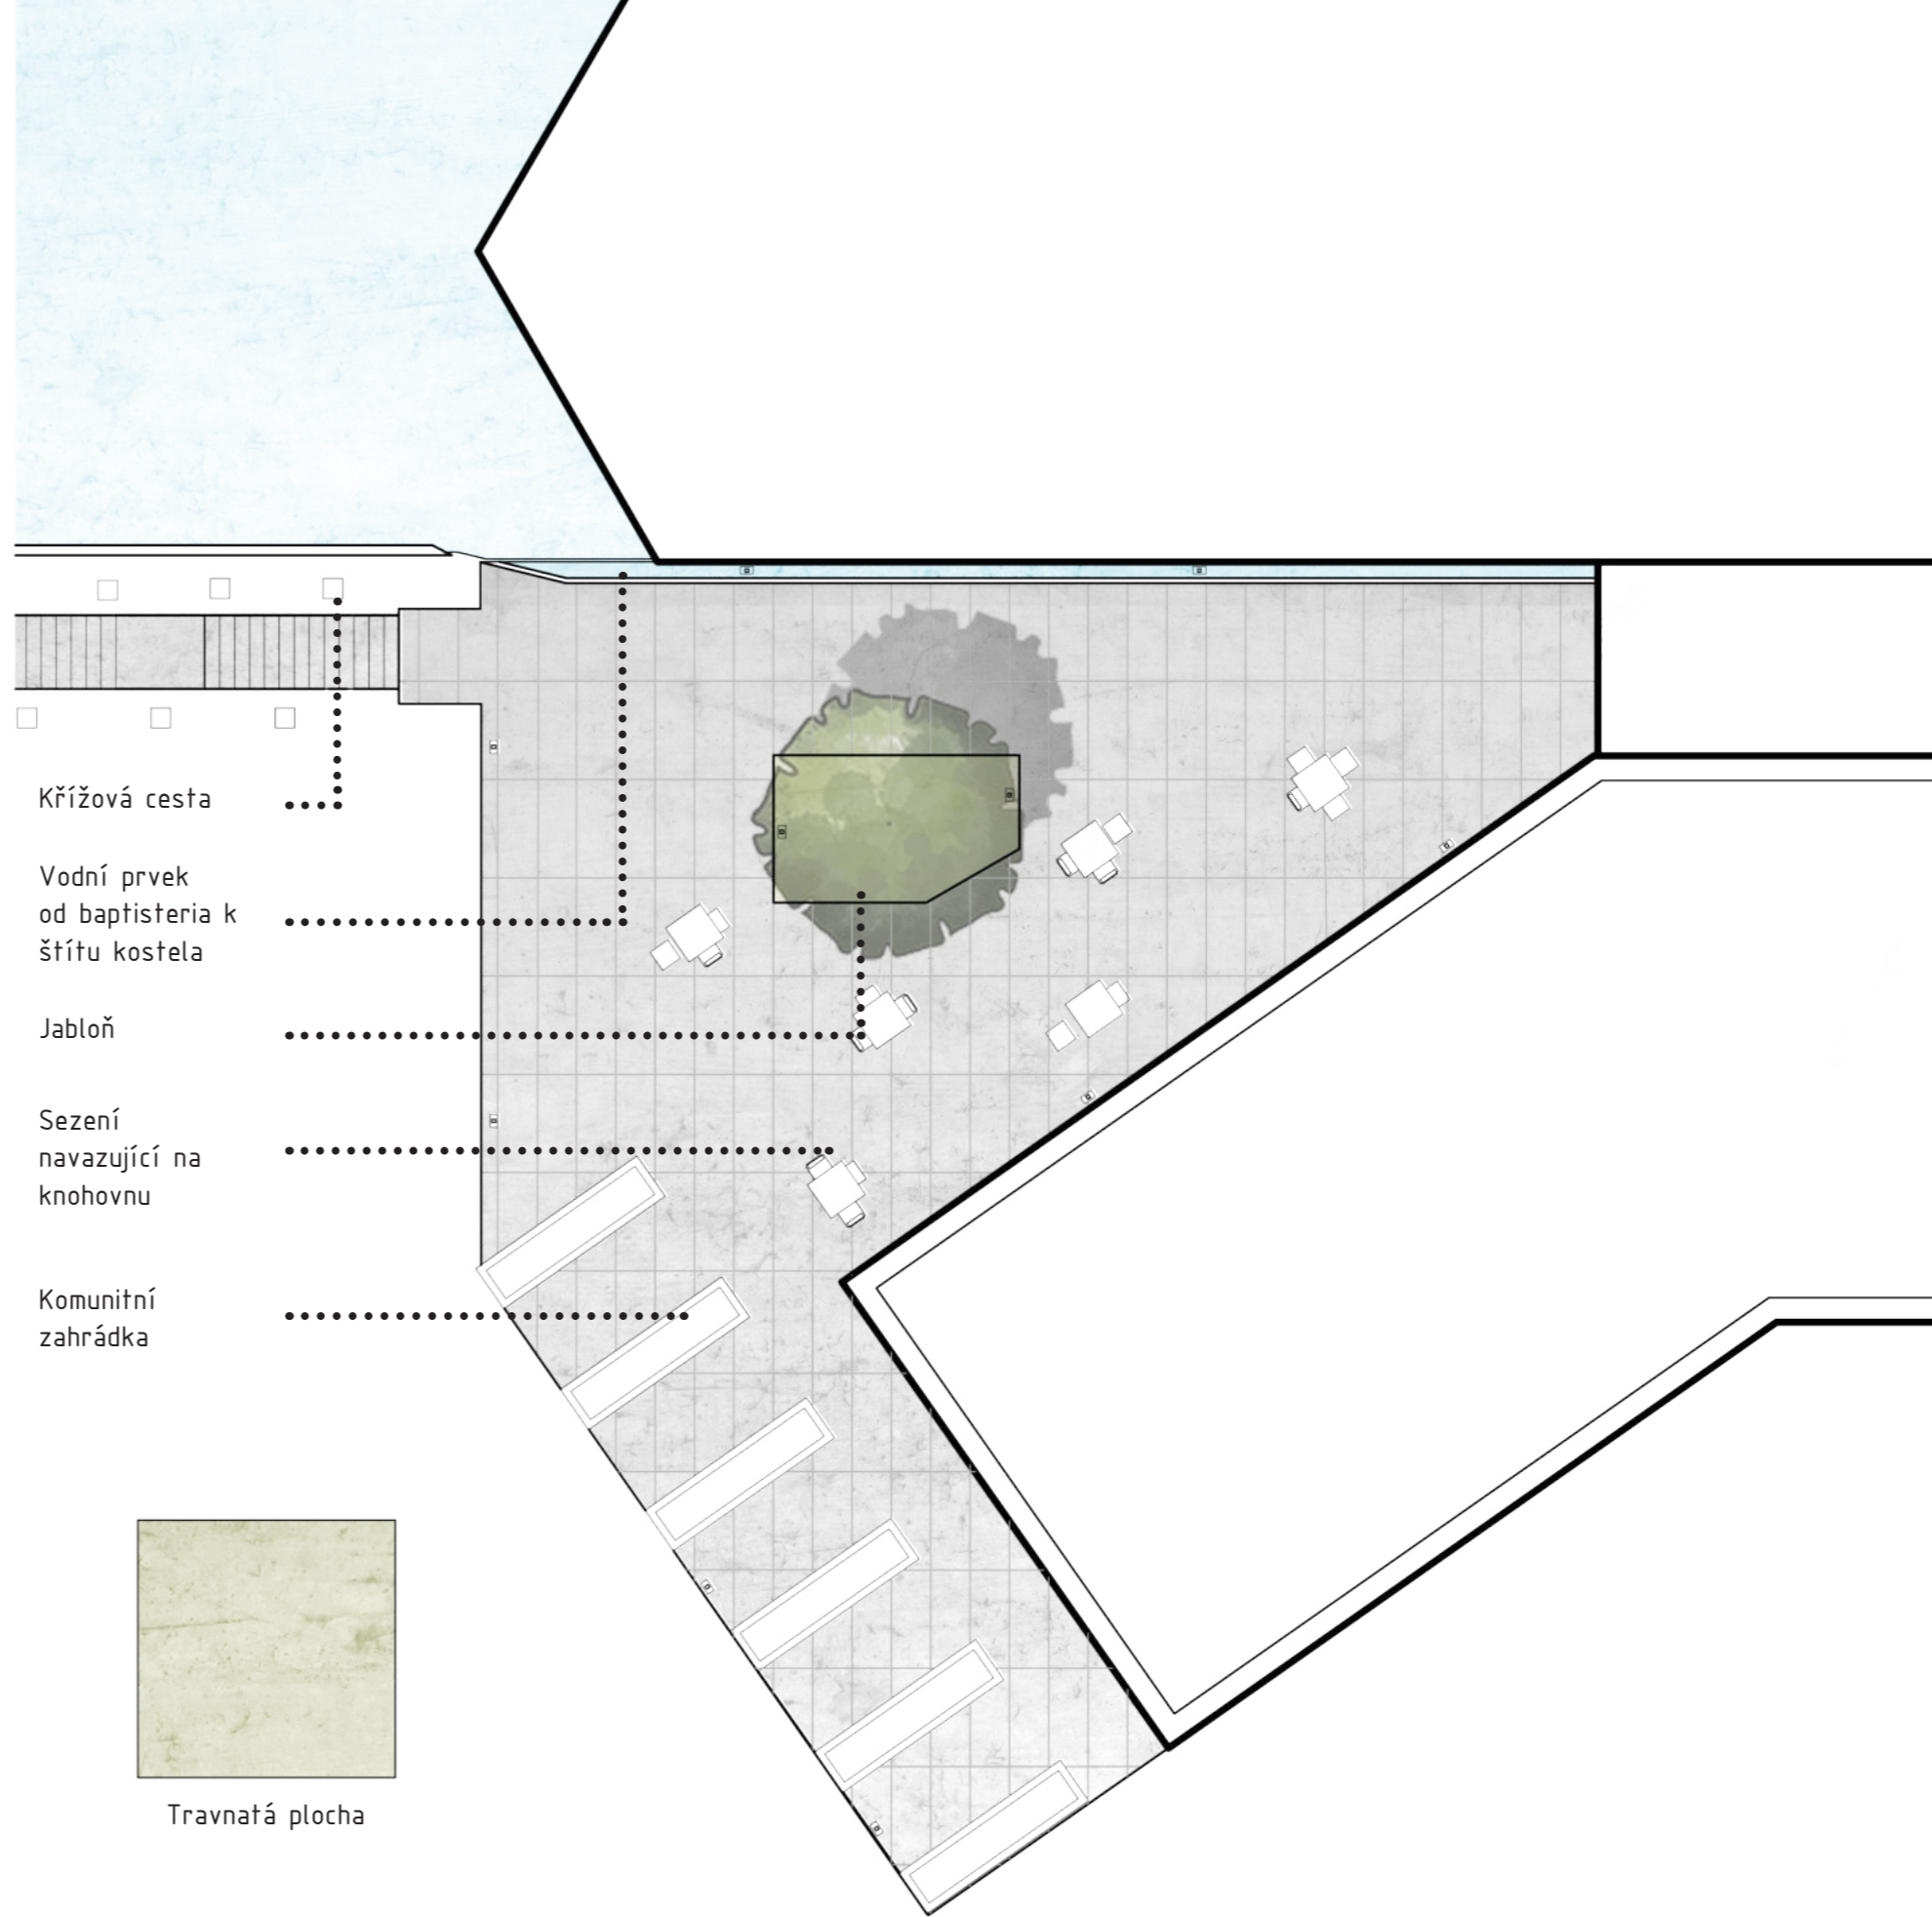 Křížová cesta
Vodní prvek
od baptisteria k
štítu kostela
Jabloň
Sezení
navazující na
knohovnu
Komunitní
zahrádka
Travnatá plocha